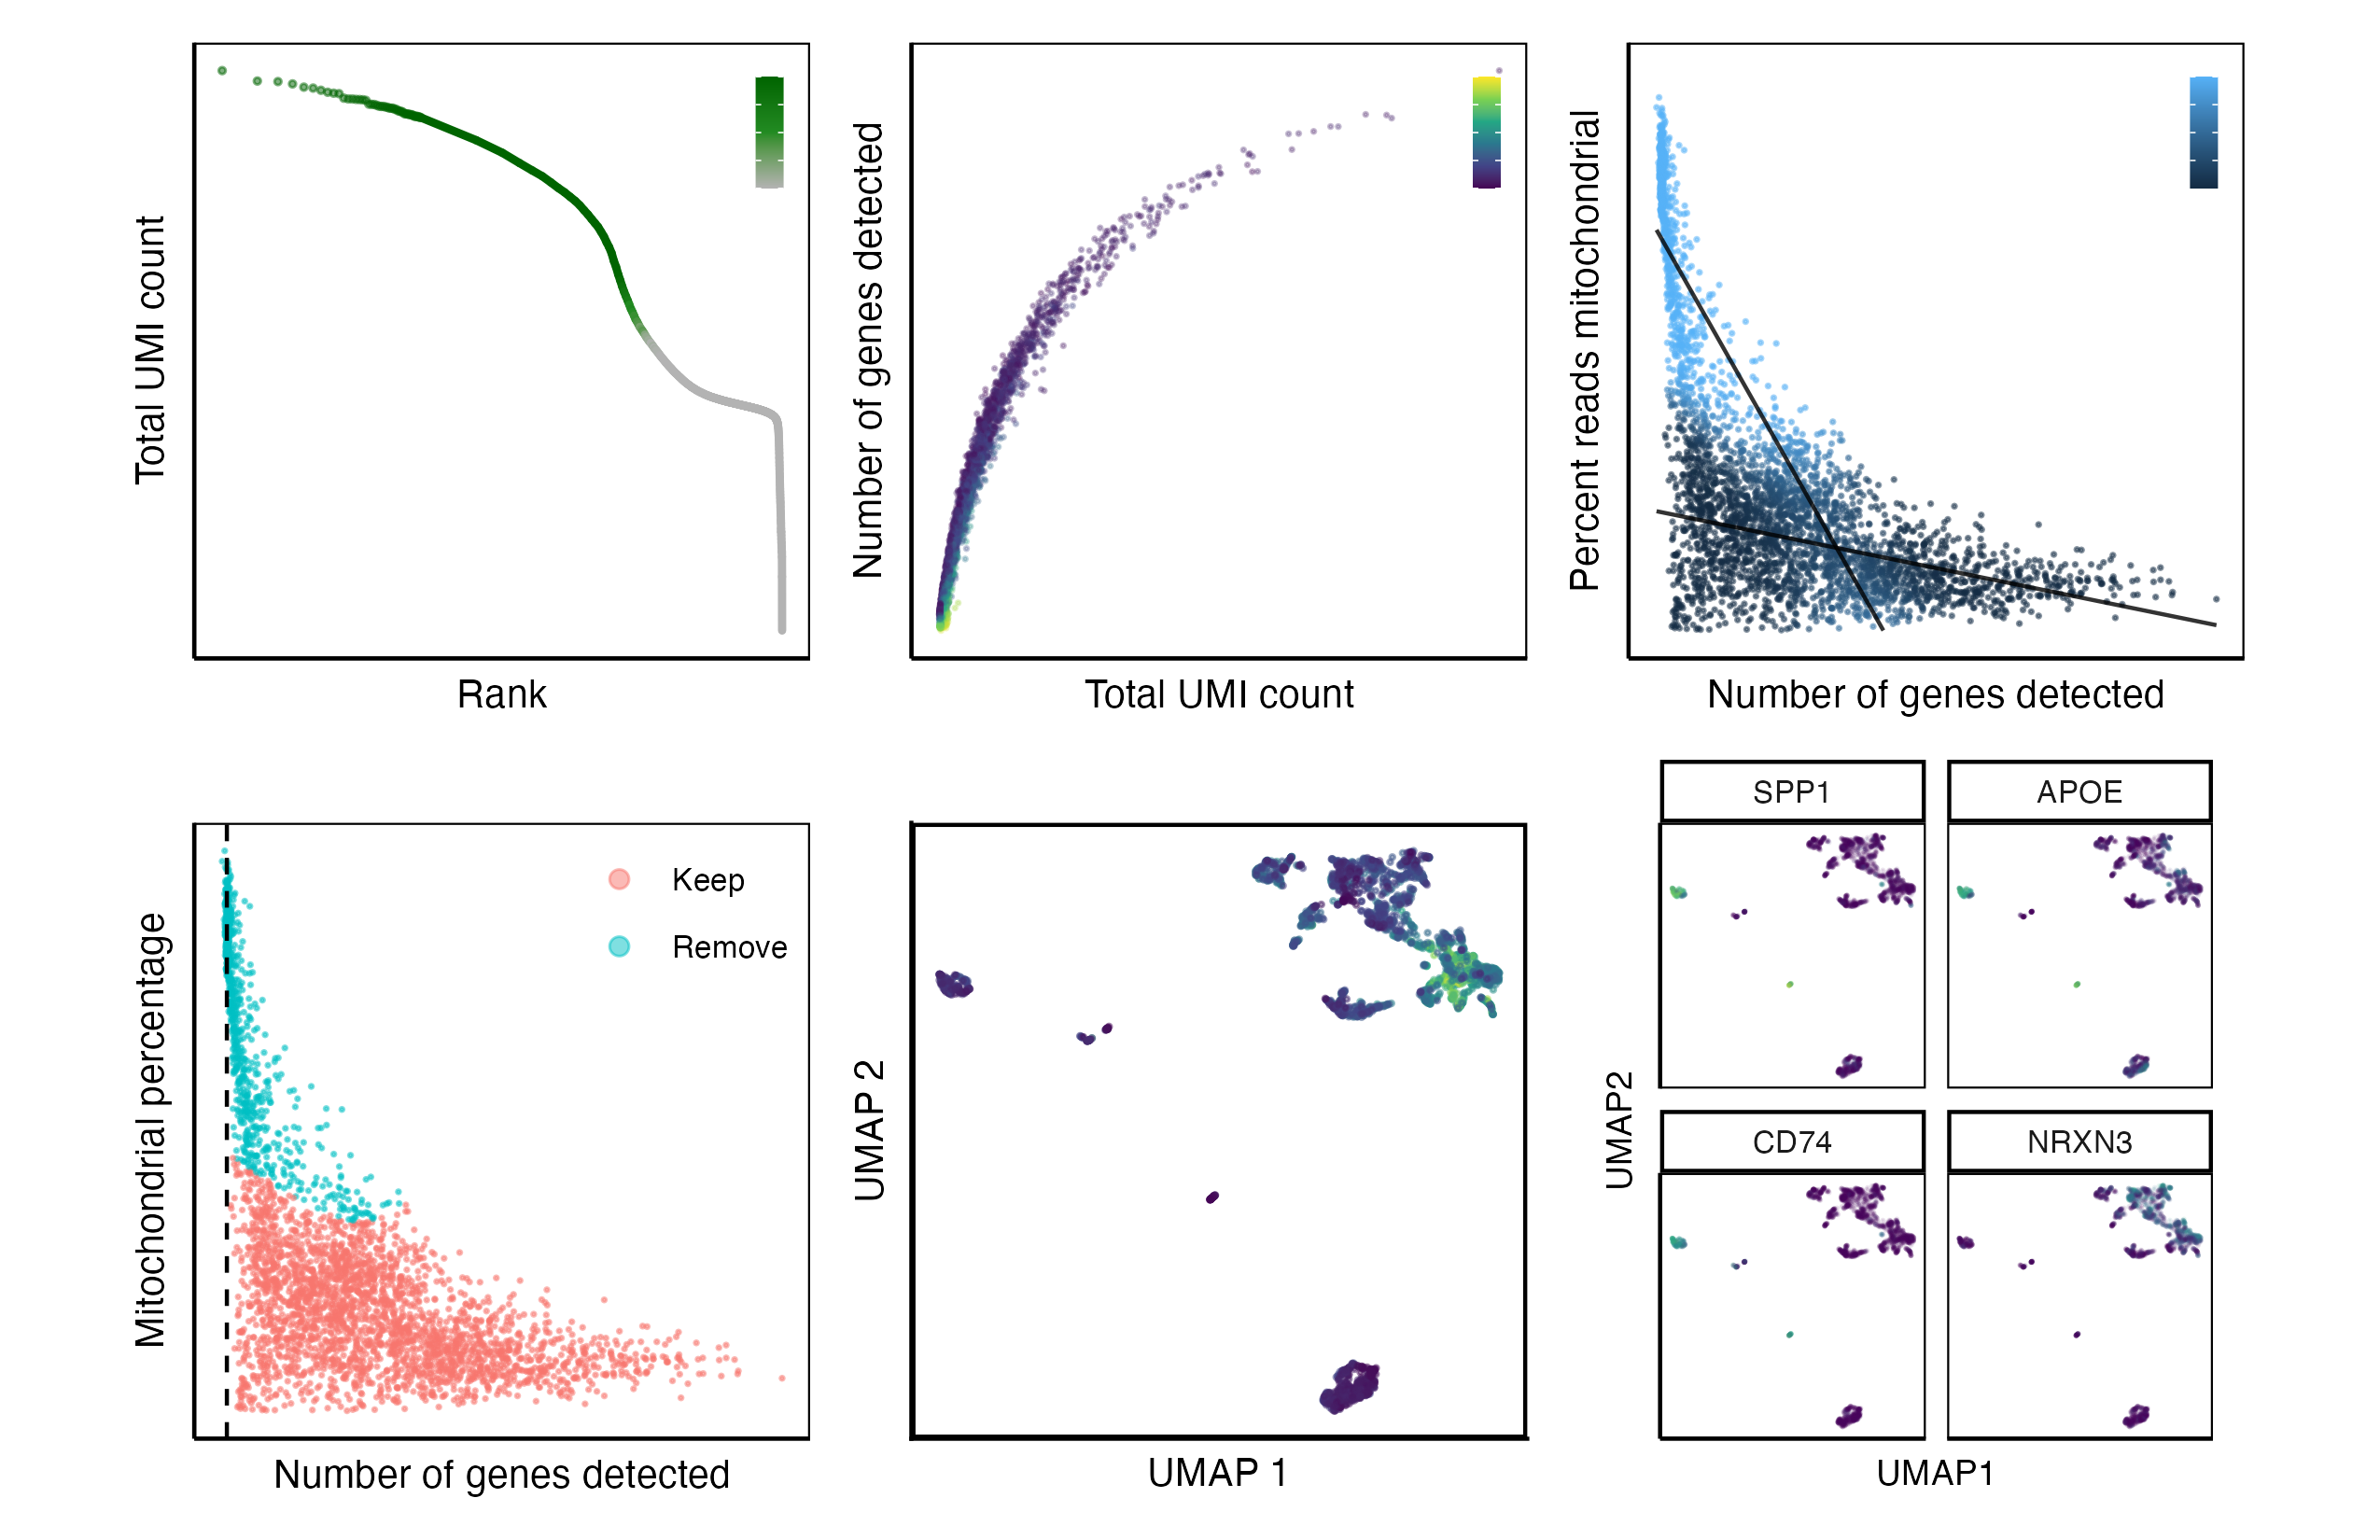 Total UMI count
Rank
Number of genes detected
Total UMI count
Percent reads mitochondrial
Number of genes detected
Mitochondrial percentage
Keep
Remove
Number of genes detected
UMAP 2
UMAP 1
UMAP2
SPP1
APOE
CD74
NRXN3
UMAP1